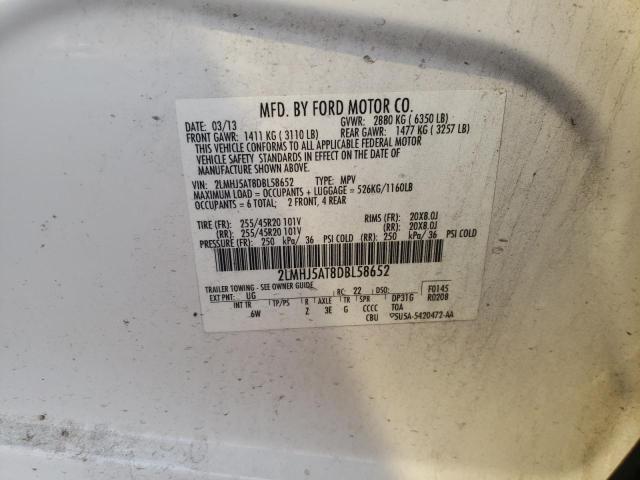 MFD. BY FORD MOTOR CO.
DATE: 03/13 GVWR: 2880 KG ( 6350 LB)
FRONT GAWR: 1411 KG ( 3110 LB) REAR GAWR: 1477 KG ( 3257 LB)
THIS VEHICLE CONFORMS TO ALL APPLICABLE FEDERAL MOTOR
VEHICLE SAFETY STANDARDS IN EFFECT ON THE DATE OF
MANUFACTURE SHOWN ABOVE.
VIN: 2LMHJ5AT8DBL58652 TYPE: MPV
MAXIMUM LOAD = OCCUPANTS + LUGGAGE = 526KG/1160LB
OCCUPANTS = 6 TOTAL; 2 FRONT, 4 REAR
TIRE (FR): 255/45R20 101V RIMS (FR): 20X8.0J
(RR): 255/45R20 101V (RR): 20X8.0J
PRESSURE (FR): 250 kPa/ 36 PSI COLD (RR): 250 kPa/ 36 PSI COLD
2LMHJ5AT8DBL58652
TRAILER TOWING - SEE OWNER GUIDE
EXT PNT: UG RC: 22 DSO: F0145
INT TR TP/PS R AXLE TR SPR DP31G R0208
.6W Z 3E G CCCC TOA
CBU 5U5A-5420472-AA